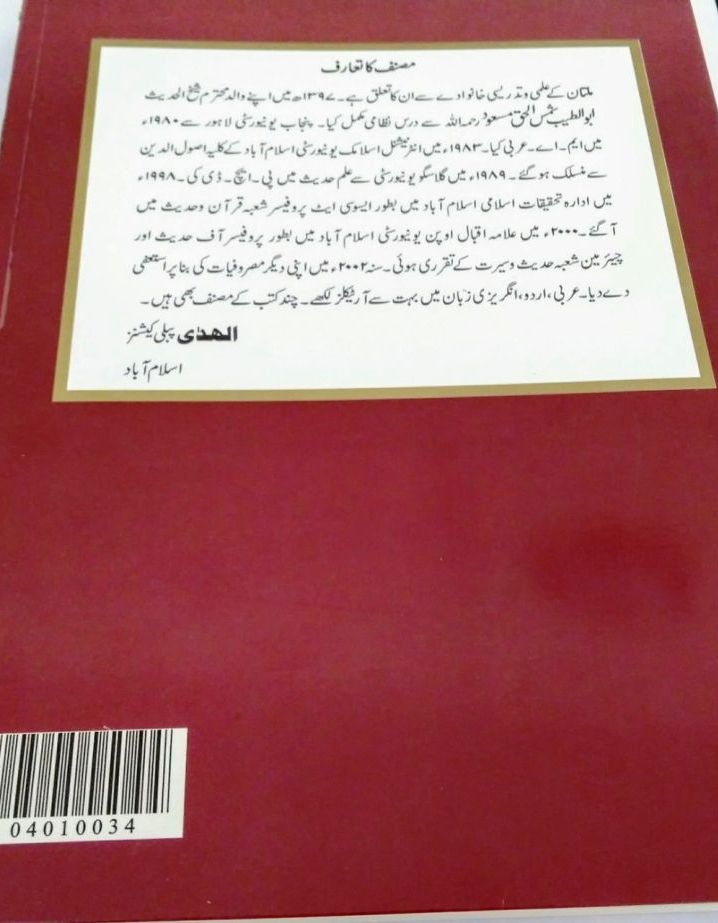 مصنف کا تعارف
ملتان کے علمی و تدریسی خانوادے سے ان کا تعلق ہے۔ ۱۳۹۷ھ میں اپنے والد محترم شیخ الحدیث
ابوالطیب شمس الحق مسعود رحمہ اللہ سے درس نظامی مکمل کیا۔ پنجاب یونیورسٹی لاہور سے ۱۹۸۰ء
میں ایم۔اے۔عربی کیا۔ ۱۹۸۳ء میں انٹرنیشنل اسلامک یونیورسٹی اسلام آباد کے کلیہ اصول الدین
سے منسلک ہو گئے۔ ۱۹۸۹ء میں گلاسگو یونیورسٹی سے علم حدیث میں پی۔ایچ۔ڈی کی۔ ۱۹۹۸ء
میں ادارہ تحقیقات اسلامی اسلام آباد میں بطور ایسوسی ایٹ پروفیسر شعبہ قرآن وحدیث میں
آ گئے۔ ۲۰۰۰ء میں علامہ اقبال اوپن یونیورسٹی اسلام آباد میں بطور پروفیسر آف حدیث اور
چیئرمین شعبہ حدیث وسیرت کے تقرری ہوئی۔ سنہ ۲۰۰۲ء میں اپنی دیگر مصروفیات کی بنا پر استعفی
دے دیا۔ عربی، اردو، انگریزی زبان میں بہت سے آرٹیکلز لکھے۔ چند کتب کے مصنف بھی ہیں۔
الھدٰی پبلی کیشنز
اسلام آباد
04010034